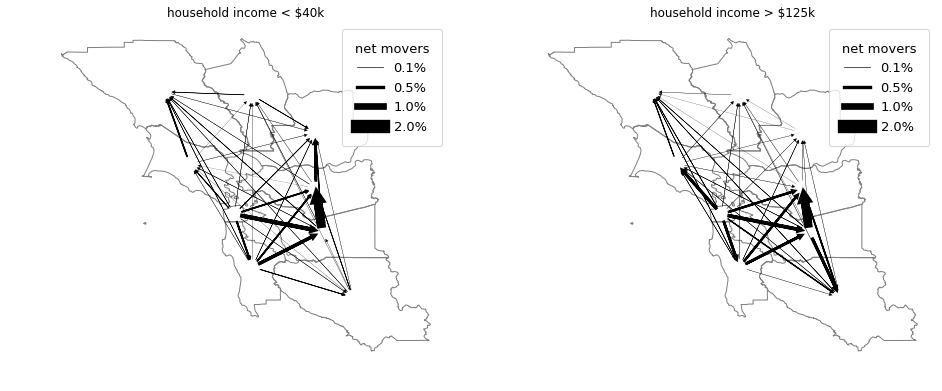 household income < $40k
net movers
0.1%
0.5%
1.0%
2.0%
household income > $125k
net movers
0.1%
0.5%
1.0%
2.0%